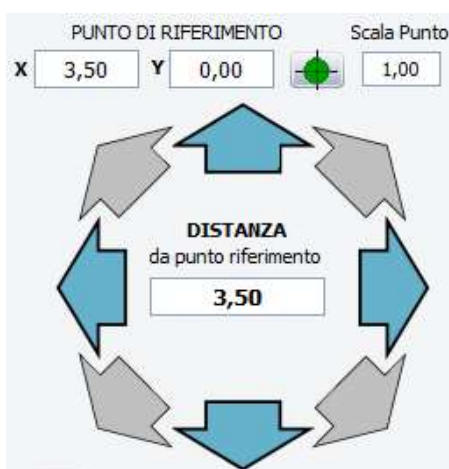 PUNTO DI RIFERIMENTO Scala Punto
X 3,50 Y 0,00 1,00
DISTANZA
da punto riferimento
3,50